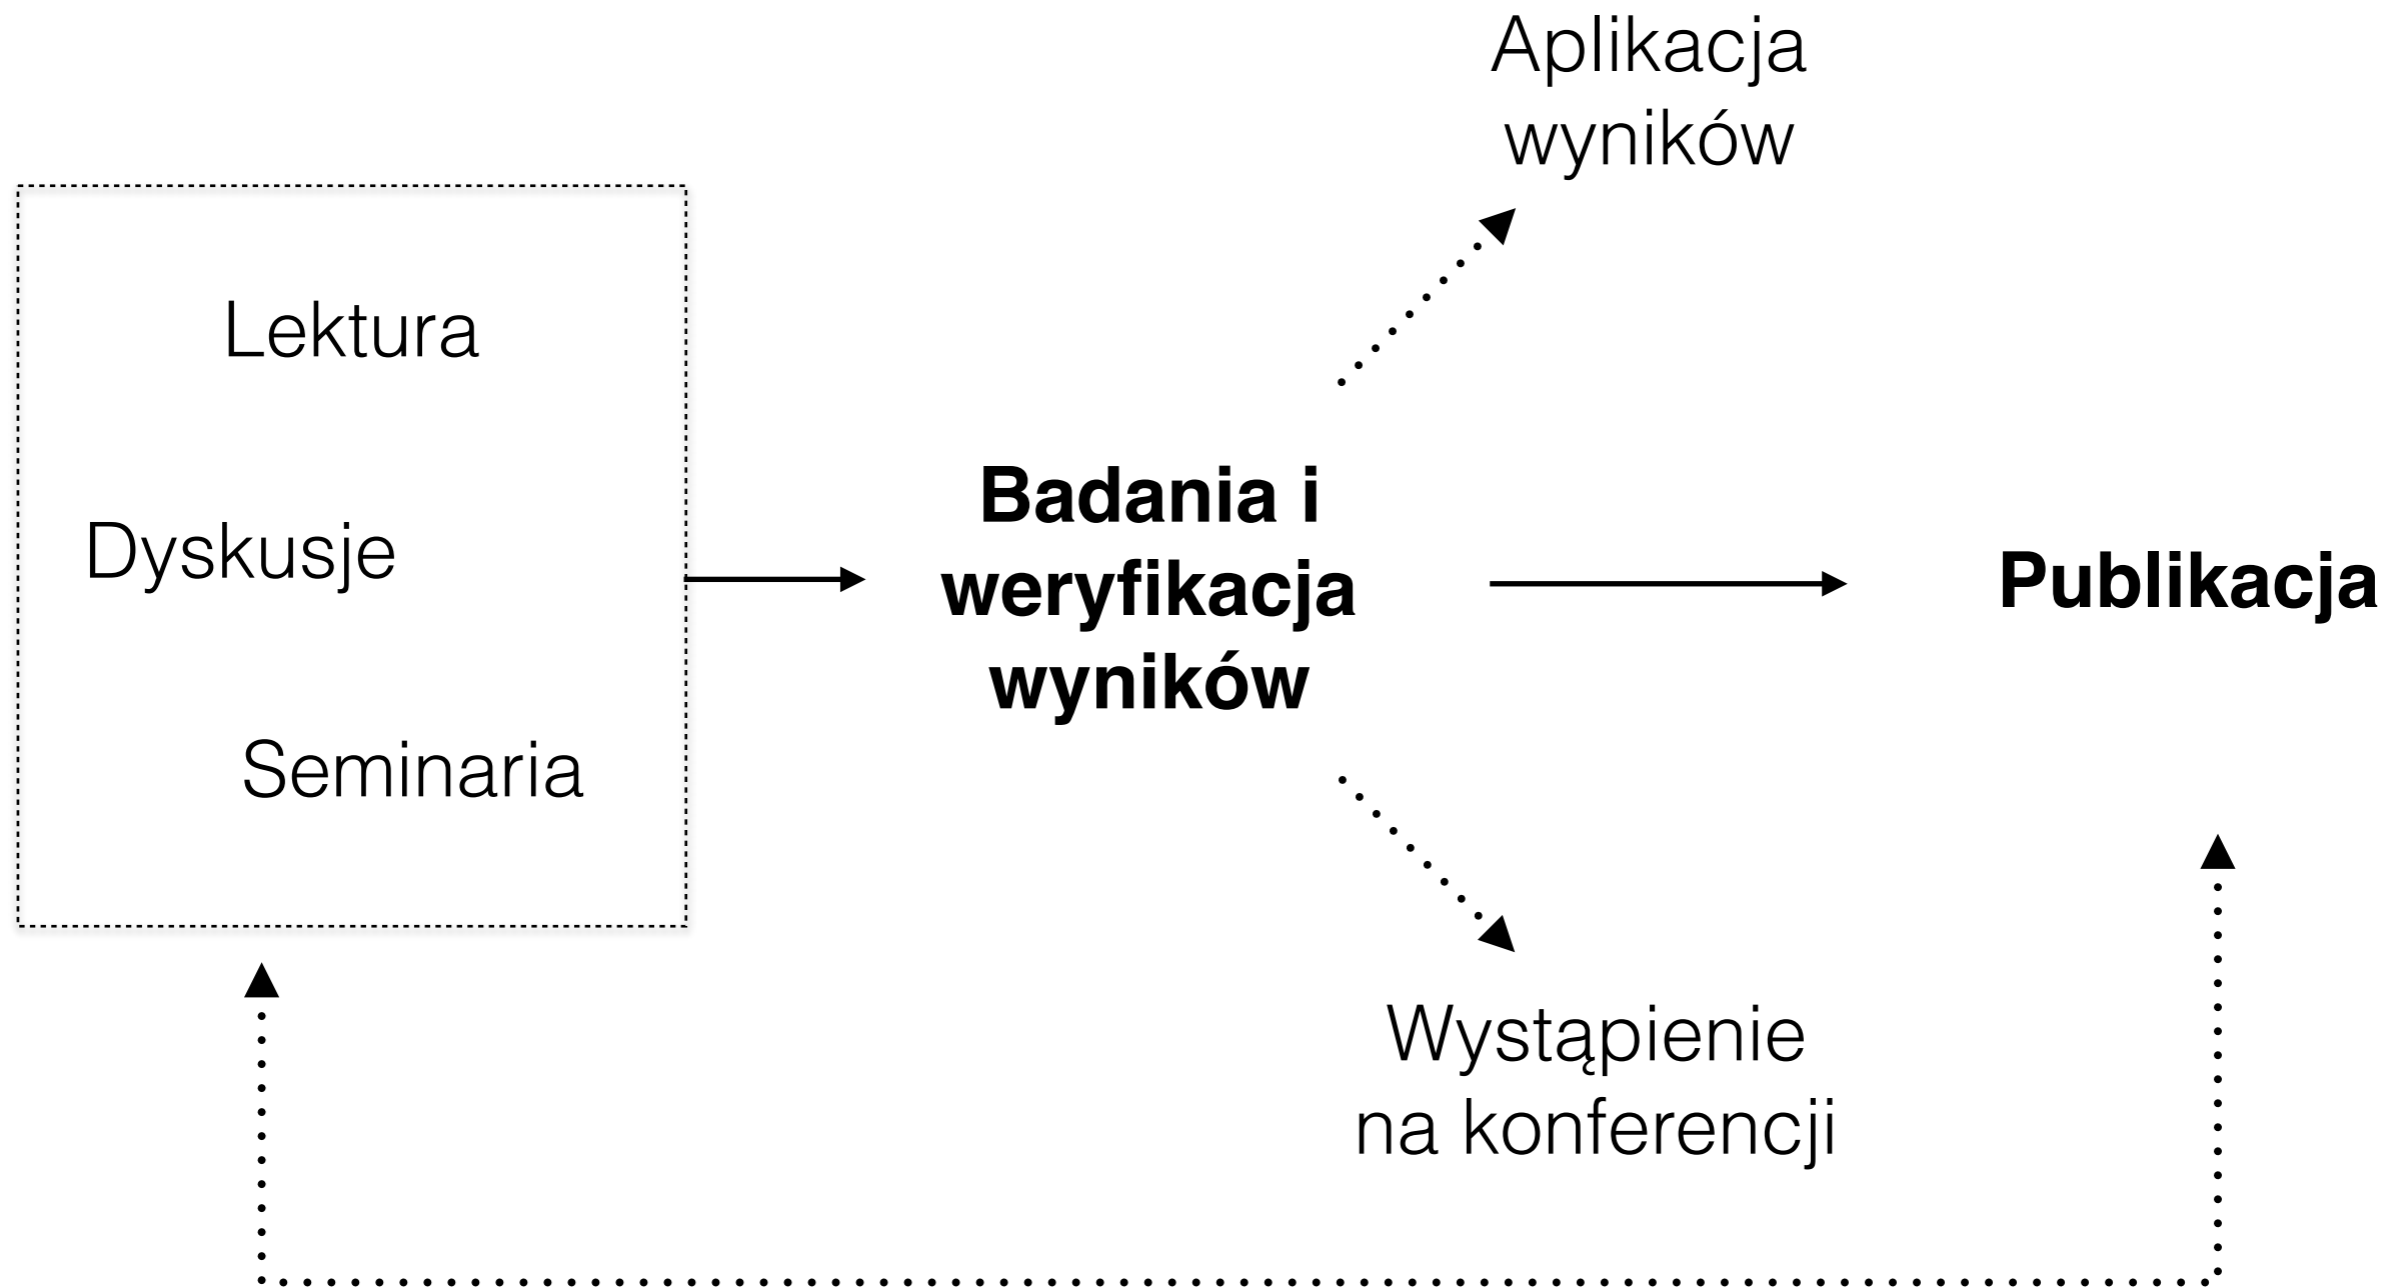 Aplikacja
wyników
Lektura
Dyskusje
Seminaria
Badania i
weryfikacja
wyników
Publikacja
Wystąpienie
na konferencji